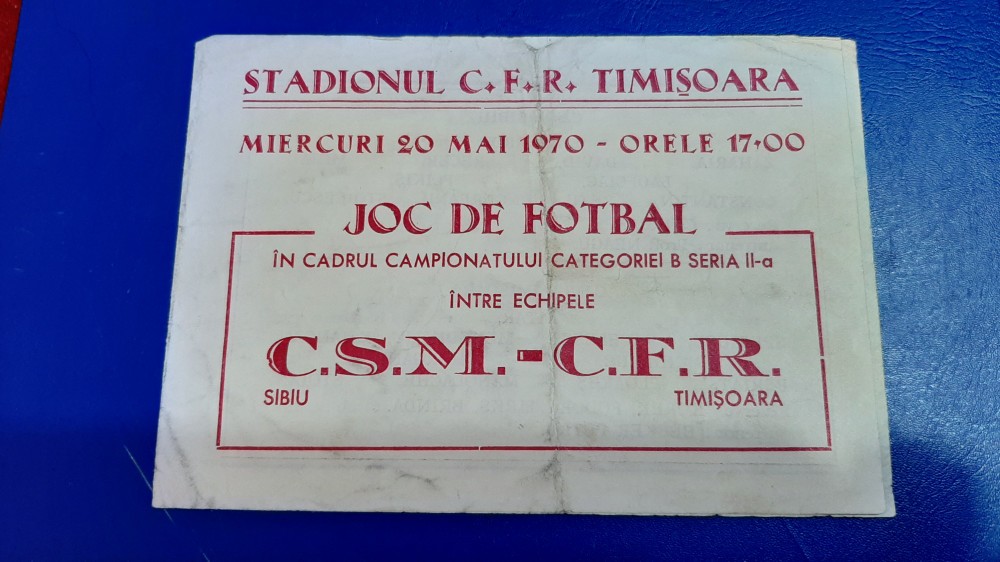 STADIONUL C.F.R. TIMIȘOARA
MIERCURI 20 MAI 1970 - ORELE 17.00
JOC DE FOTBAL
ÎN CADRUL CAMPIONATULUI CATEGORIEI B SERIA II-a
ÎNTRE ECHIPELE
C.S.M. - C.F.R.
SIBIU TIMIȘOARA